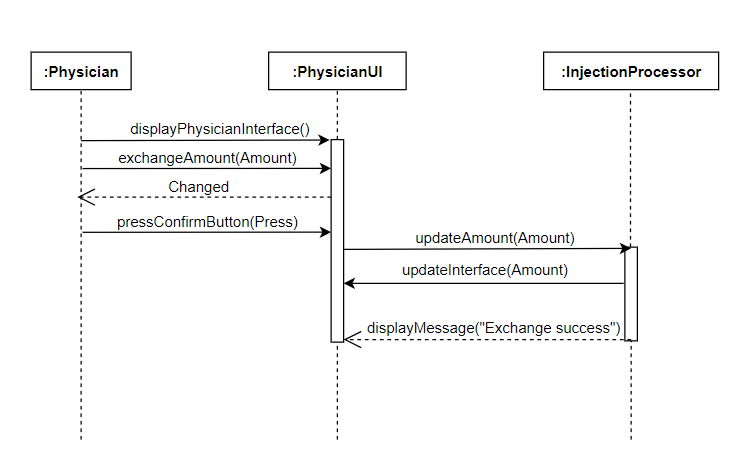 :Physician
:PhysicianUI
:InjectionProcessor
displayPhysicianInterface()
exchangeAmount(Amount)
Changed
pressConfirmButton(Press)
updateAmount(Amount)
updateInterface(Amount)
displayMessage("Exchange success")